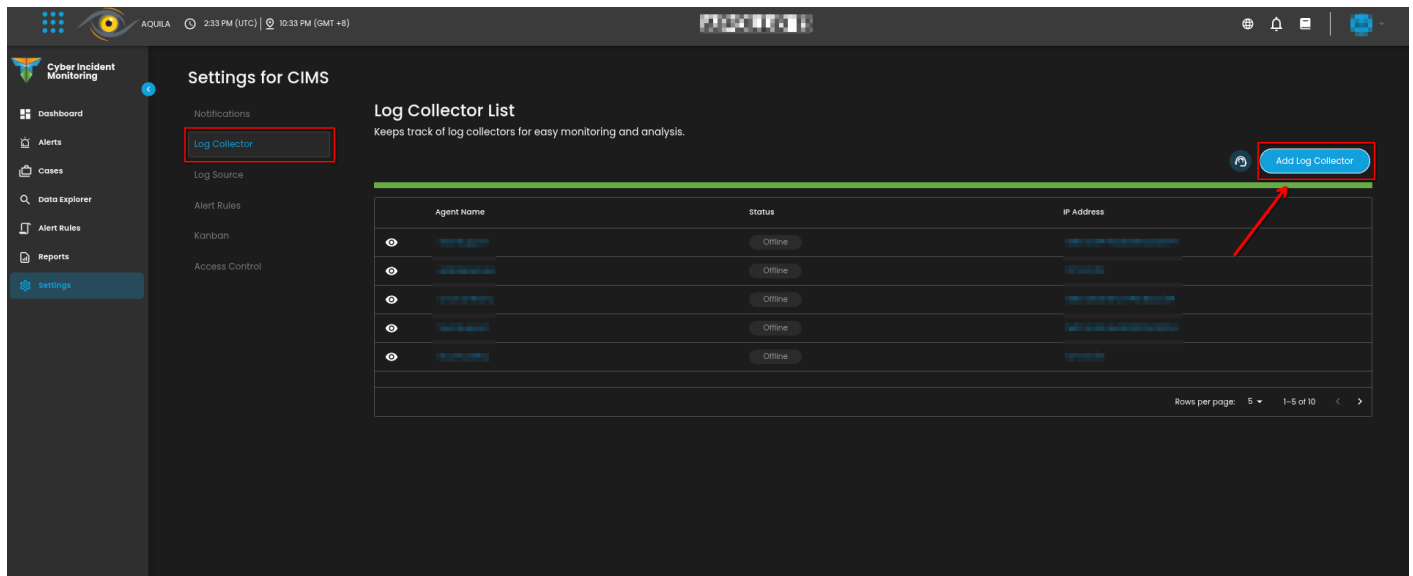 AQUILA 2:33 PM (UTC) 10:33 PM (GMT +8)
Cyber Incident
Monitoring
Dashboard
Alerts
Cases
Data Explorer
Alert Rules
Reports
Settings
Settings for CIMS
Notifications
Log Collector
Log Source
Alert Rules
Kanban
Access Control
Log Collector List
Keeps track of log collectors for easy monitoring and analysis.
Add Log Collector
Agent Name Status IP Address
Offline
Offline
Offline
Offline
Offline
Rows per page: 5 1–5 of 10